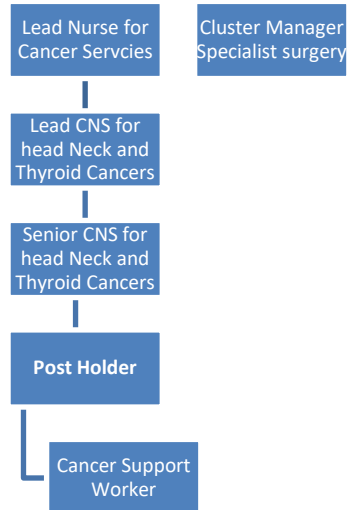 Lead Nurse for
Cancer Servcies
Cluster Manager
Specialist surgery
Lead CNS for
head Neck and
Thyroid Cancers
Senior CNS for
head Neck and
Thyroid Cancers
Post Holder
Cancer Support
Worker